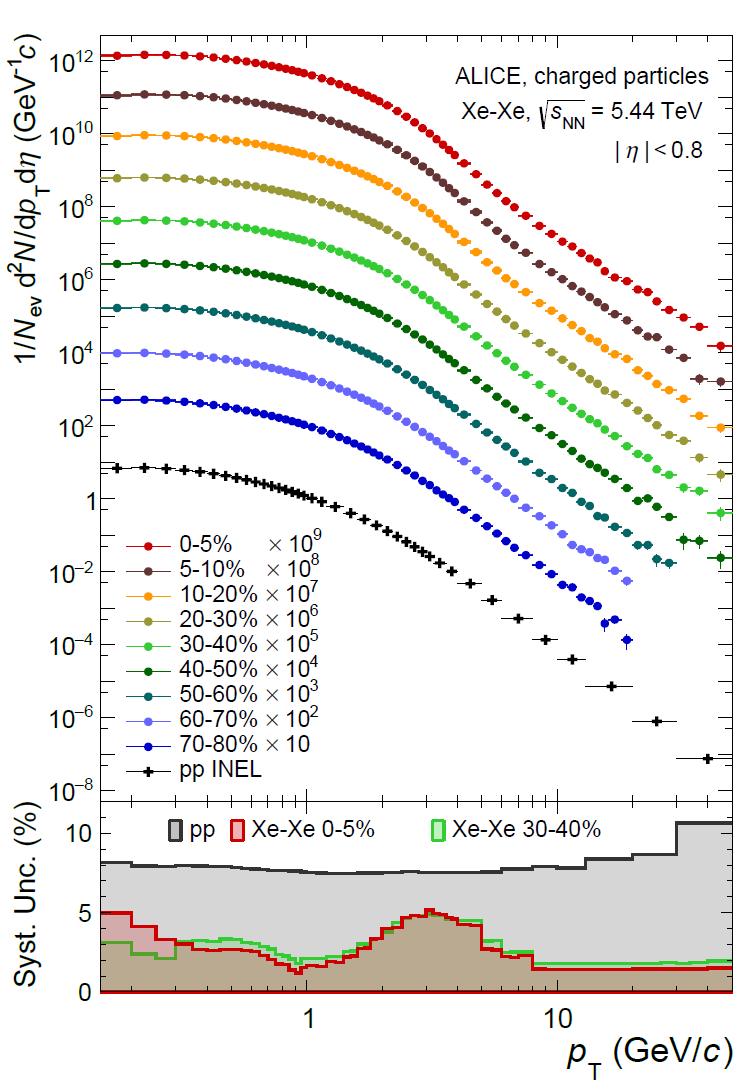 ALICE, charged particles
Xe-Xe, √s_NN = 5.44 TeV
| η | < 0.8
1/N_ev d²N/dp_T dη (GeV⁻¹c)
10¹²
10¹⁰
10⁸
10⁶
10⁴
10²
1
10⁻²
10⁻⁴
10⁻⁶
10⁻⁸
0-5% × 10⁹
5-10% × 10⁸
10-20% × 10⁷
20-30% × 10⁶
30-40% × 10⁵
40-50% × 10⁴
50-60% × 10³
60-70% × 10²
70-80% × 10
pp INEL
Syst. Unc. (%)
10
5
0
pp Xe-Xe 0-5% Xe-Xe 30-40%
1 10
p_T (GeV/c)